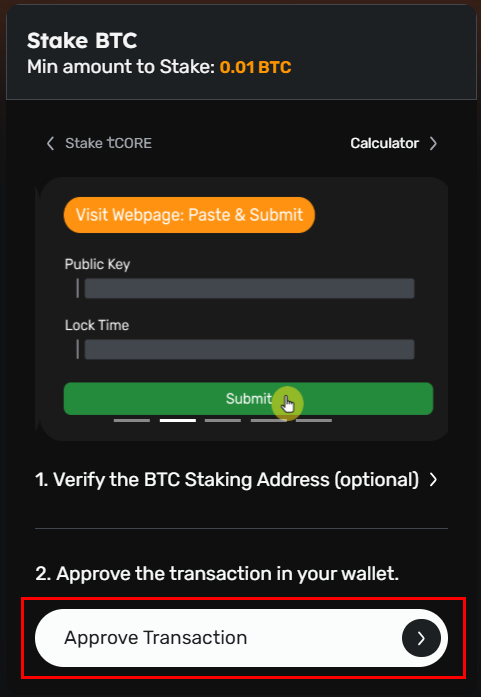 Stake BTC
Min amount to Stake: 0.01 BTC
Stake tCORE
Calculator
Visit Webpage: Paste & Submit
Public Key
Lock Time
Submit
1. Verify the BTC Staking Address (optional)
2. Approve the transaction in your wallet.
Approve Transaction